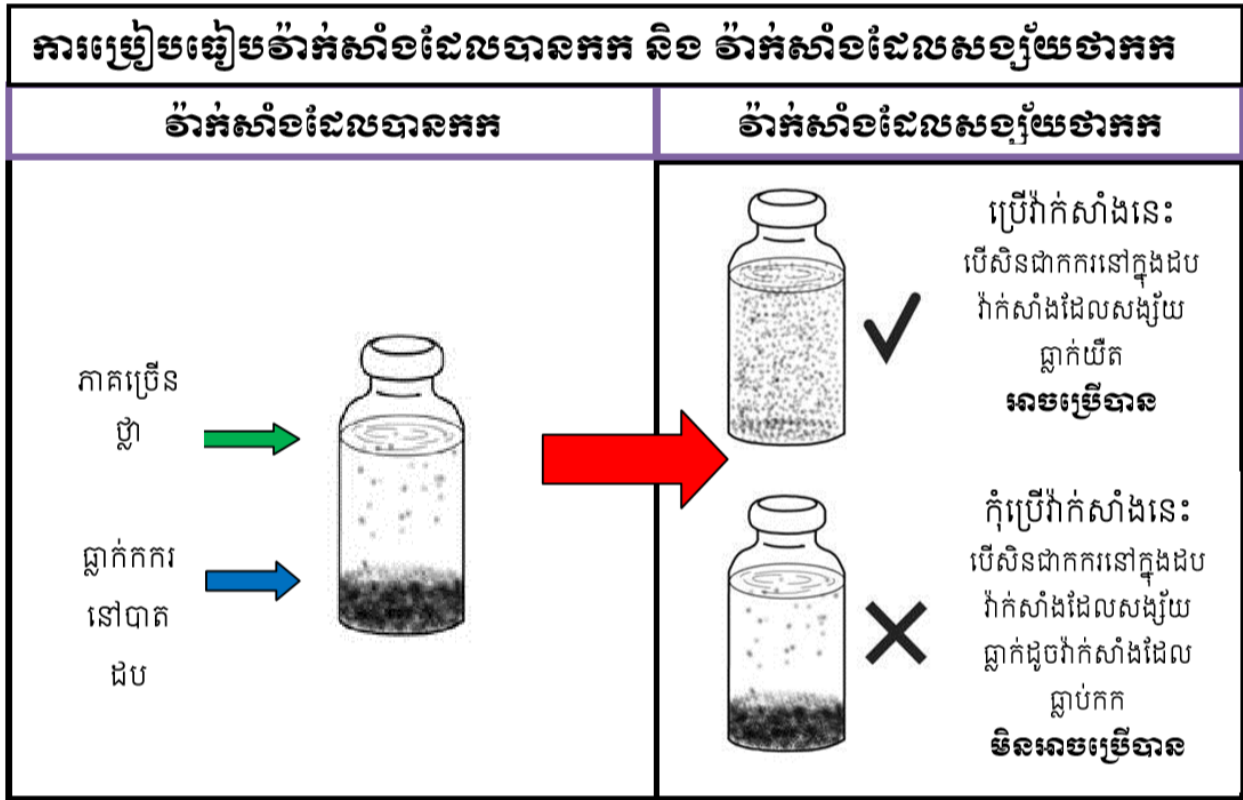 ការប្រៀបធៀបវ៉ាក់សាំងដែលបានកក និង វ៉ាក់សាំងដែលសង្ស័យថាកក
វ៉ាក់សាំងដែលបានកក
វ៉ាក់សាំងដែលសង្ស័យថាកក
ភាគច្រើន
ថ្លា
ធ្លាក់កករ
នៅបាត
ដប
ប្រើវ៉ាក់សាំងនេះ
បើសិនជាកករនៅក្នុងដប
វ៉ាក់សាំងដែលសង្ស័យ
ធ្លាក់យឺត
អាចប្រើបាន
កុំប្រើវ៉ាក់សាំងនេះ
បើសិនជាកករនៅក្នុងដប
វ៉ាក់សាំងដែលសង្ស័យ
ធ្លាក់ដូចវ៉ាក់សាំងដែល
ធ្លាប់កក
មិនអាចប្រើបាន